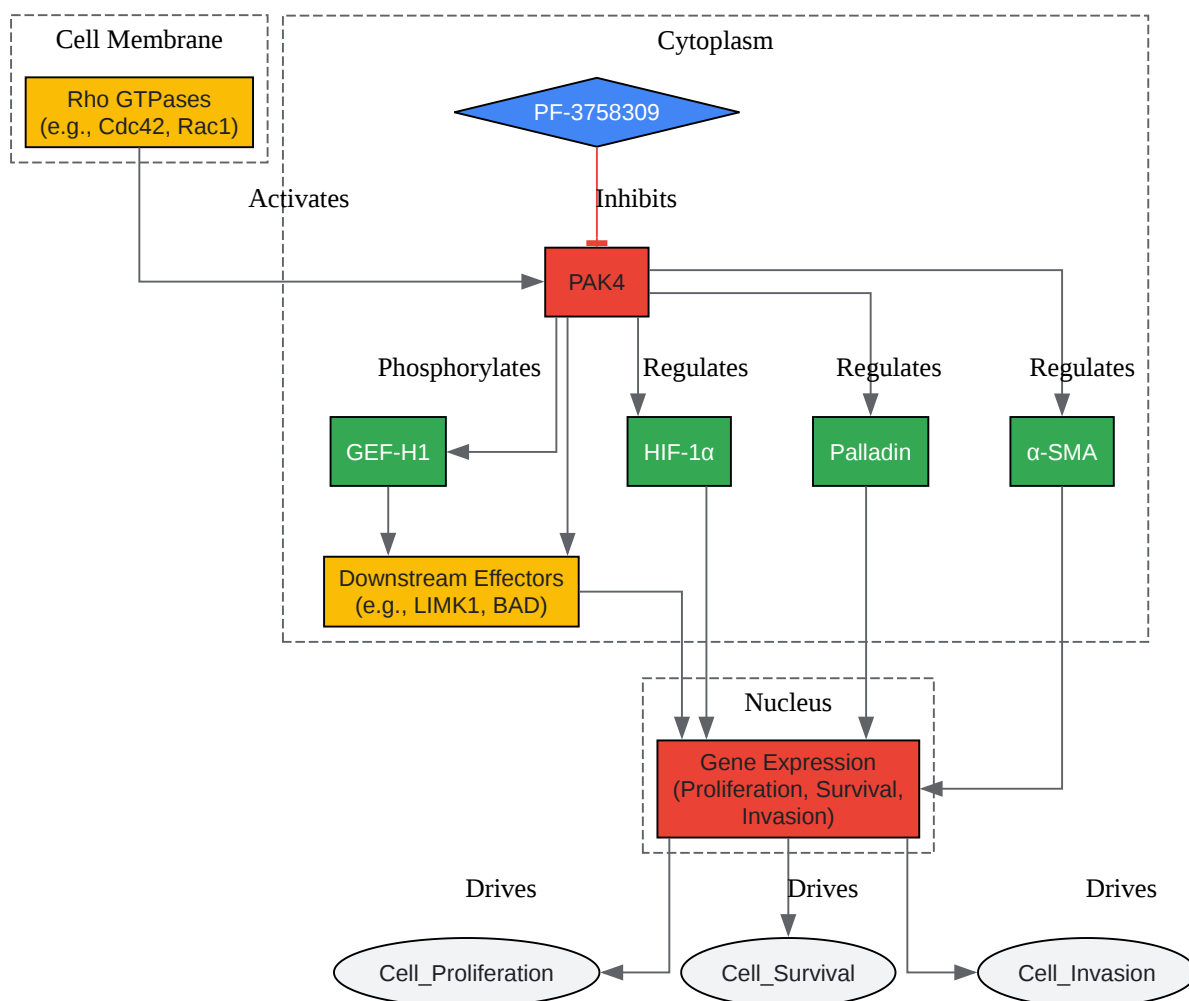 Cell Membrane
Cytoplasm
Rho GTPases
(e.g., Cdc42, Rac1)
PF-3758309
Activates
Inhibits
PAK4
Phosphorylates
Regulates
Regulates
Regulates
GEF-H1
HIF-1α
Palladin
α-SMA
Downstream Effectors
(e.g., LIMK1, BAD)
Nucleus
Gene Expression
(Proliferation, Survival,
Invasion)
Drives
Drives
Drives
Cell_Proliferation
Cell_Survival
Cell_Invasion